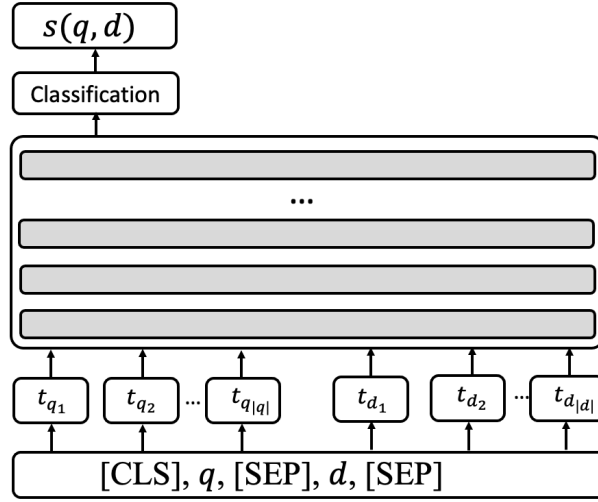 s(q, d)
Classification
...
t_{q_1} t_{q_2} ... t_{q_{|q|}} t_{d_1} t_{d_2} ... t_{d_{|d|}}
[CLS], q, [SEP], d, [SEP]